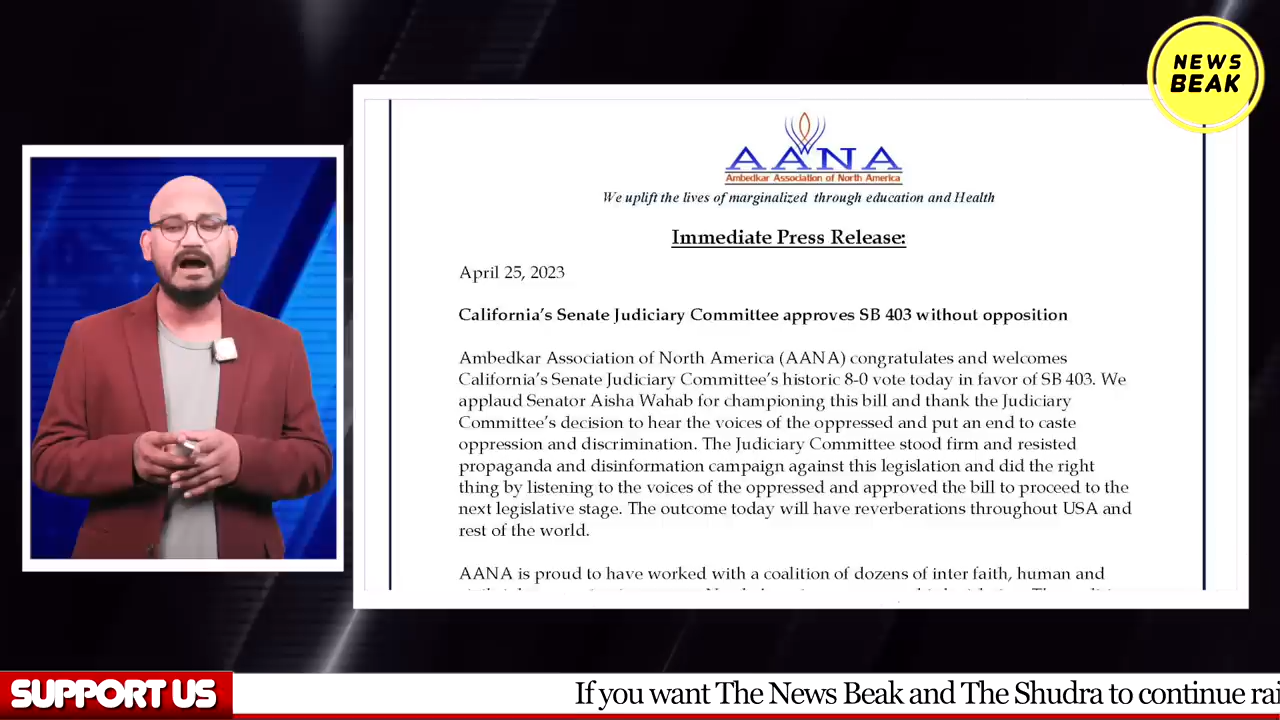 NEWS
BEAK
AANA
Ambedkar Association of North America
We uplift the lives of marginalized through education and Health
Immediate Press Release:
April 25, 2023
California's Senate Judiciary Committee approves SB 403 without opposition
Ambedkar Association of North America (AANA) congratulates and welcomes
California's Senate Judiciary Committee's historic 8-0 vote today in favor of SB 403. We
applaud Senator Aisha Wahab for championing this bill and thank the Judiciary
Committee's decision to hear the voices of the oppressed and put an end to caste
oppression and discrimination. The Judiciary Committee stood firm and resisted
propaganda and disinformation campaign against this legislation and did the right
thing by listening to the voices of the oppressed and approved the bill to proceed to the
next legislative stage. The outcome today will have reverberations throughout USA and
rest of the world.
AANA is proud to have worked with a coalition of dozens of inter faith, human and
SUPPORT US
If you want The News Beak and The Shudra to continue rai